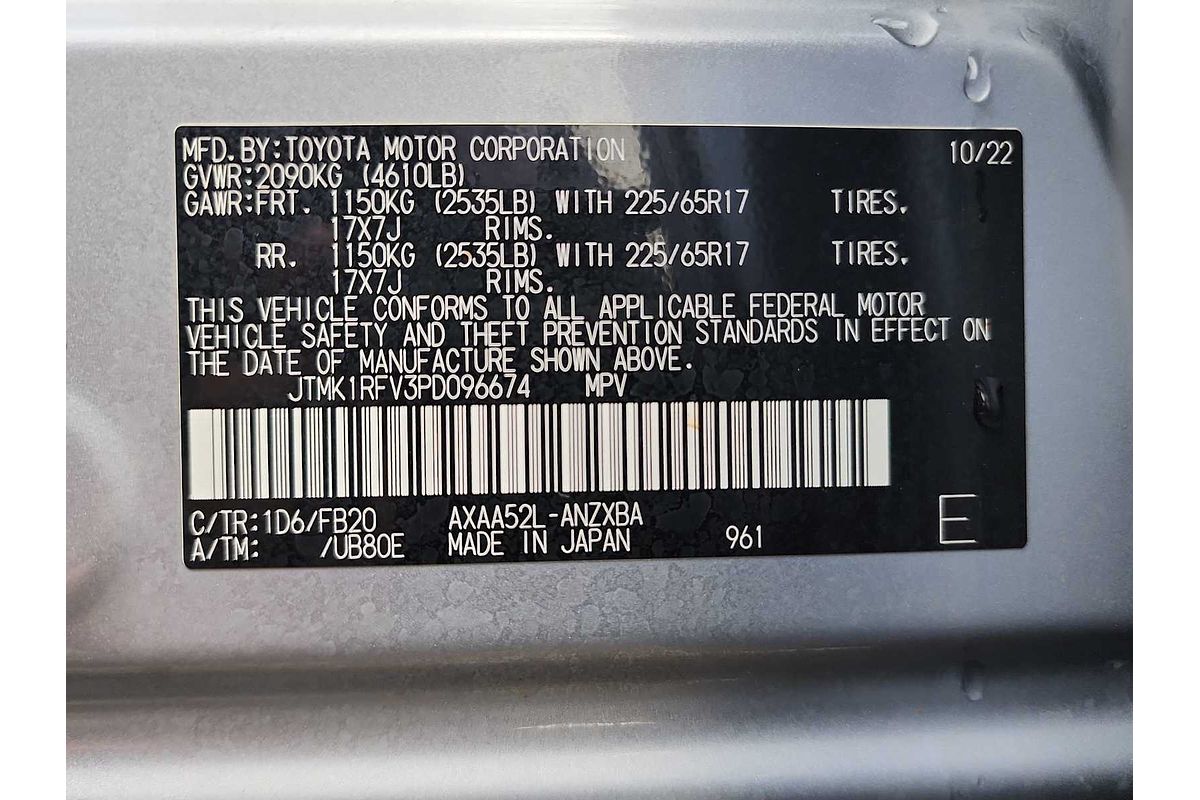 MFD. BY: TOYOTA MOTOR CORPORATION 10/22
GVWR: 2090KG (4610LB)
GAWR: FRT. 1150KG (2535LB) WITH 225/65R17 TIRES.
17X7J RIMS.
RR. 1150KG (2535LB) WITH 225/65R17 TIRES.
17X7J RIMS.
THIS VEHICLE CONFORMS TO ALL APPLICABLE FEDERAL MOTOR
VEHICLE SAFETY AND THEFT PREVENTION STANDARDS IN EFFECT ON
THE DATE OF MANUFACTURE SHOWN ABOVE.
JTMK1RFV3PD096674 MPV
C/TR: 1D6/FB20 AXAA52L-ANZXBA
A/TM: /UB80E MADE IN JAPAN 961 E